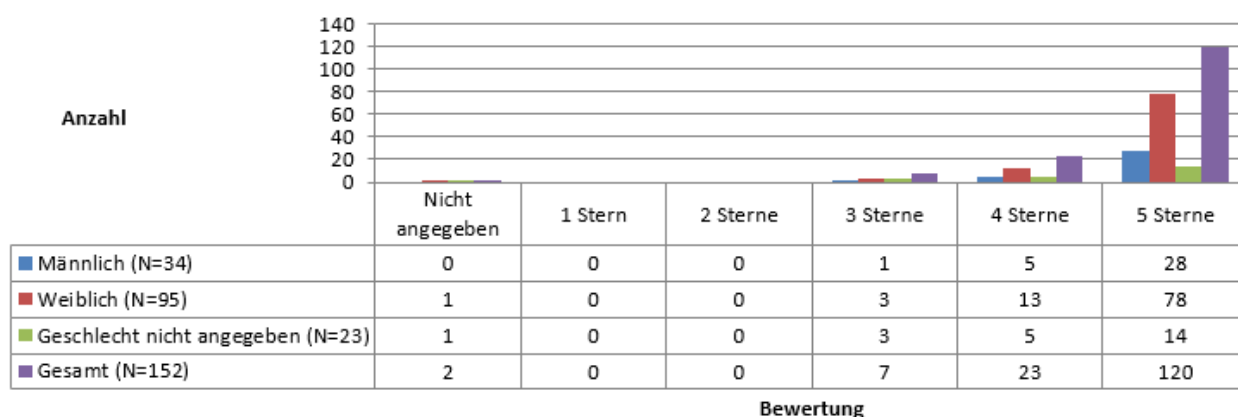 140
120
100
80
60
40
20
0
Anzahl
Nicht angegeben 1 Stern 2 Sterne 3 Sterne 4 Sterne 5 Sterne
Männlich (N=34) 0 0 0 1 5 28
Weiblich (N=95) 1 0 0 3 13 78
Geschlecht nicht angegeben (N=23) 1 0 0 3 5 14
Gesamt (N=152) 2 0 0 7 23 120
Bewertung